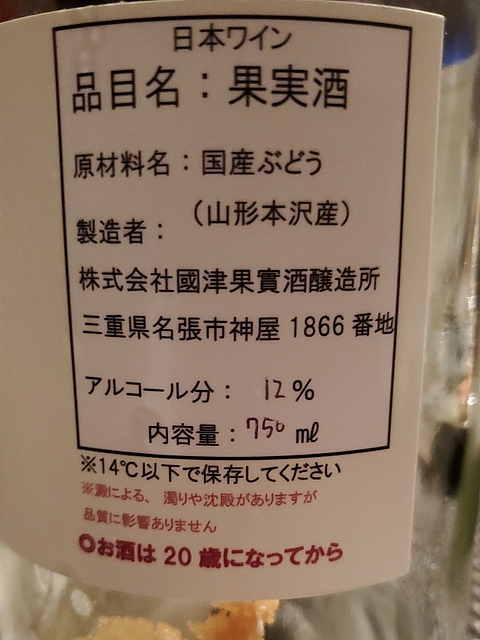 日本ワイン
品目名：果実酒
原材料名：国産ぶどう
（山形本沢産）
製造者：
株式会社國津果實酒醸造所
三重県名張市神屋 1866 番地
アルコール分： 12 %
内容量： 750 ㎖
※14℃以下で保存してください
※澱による、濁りや沈殿がありますが
品質に影響ありません
◎お酒は 20 歳になってから